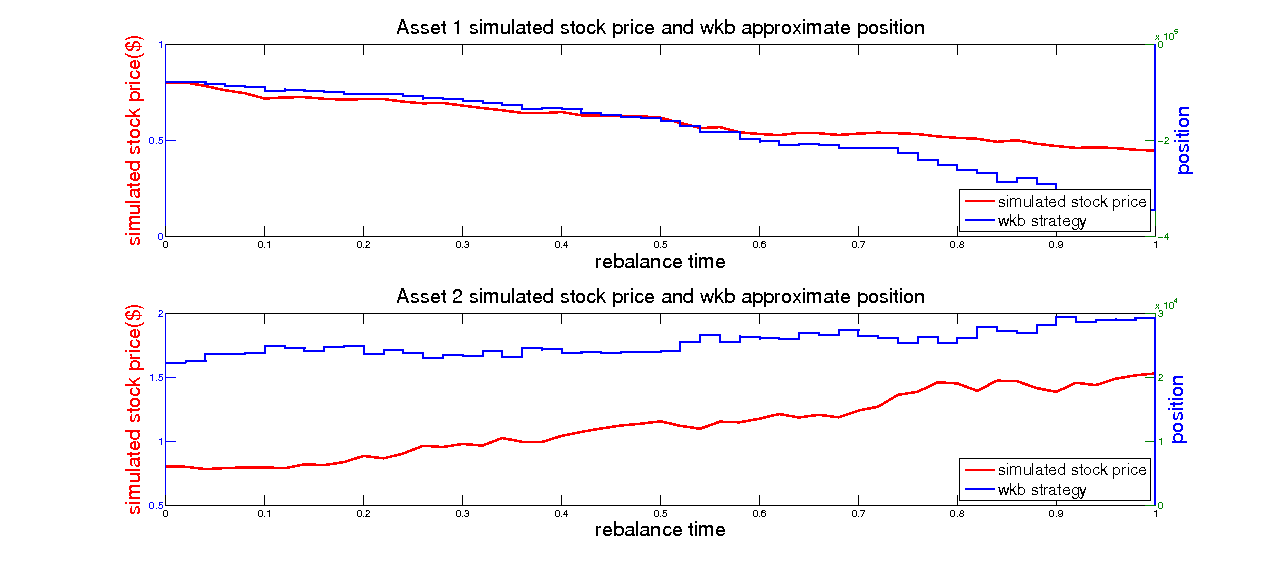 Asset 1 simulated stock price and wkb approximate position
simulated stock price($)
1
0.5
0
x 10^5
0
−2
−4
position
0 0.1 0.2 0.3 0.4 0.5 0.6 0.7 0.8 0.9 1
rebalance time
simulated stock price
wkb strategy
Asset 2 simulated stock price and wkb approximate position
simulated stock price($)
2
1.5
1
0.5
x 10^4
3
2
1
0
position
0 0.1 0.2 0.3 0.4 0.5 0.6 0.7 0.8 0.9 1
rebalance time
simulated stock price
wkb strategy